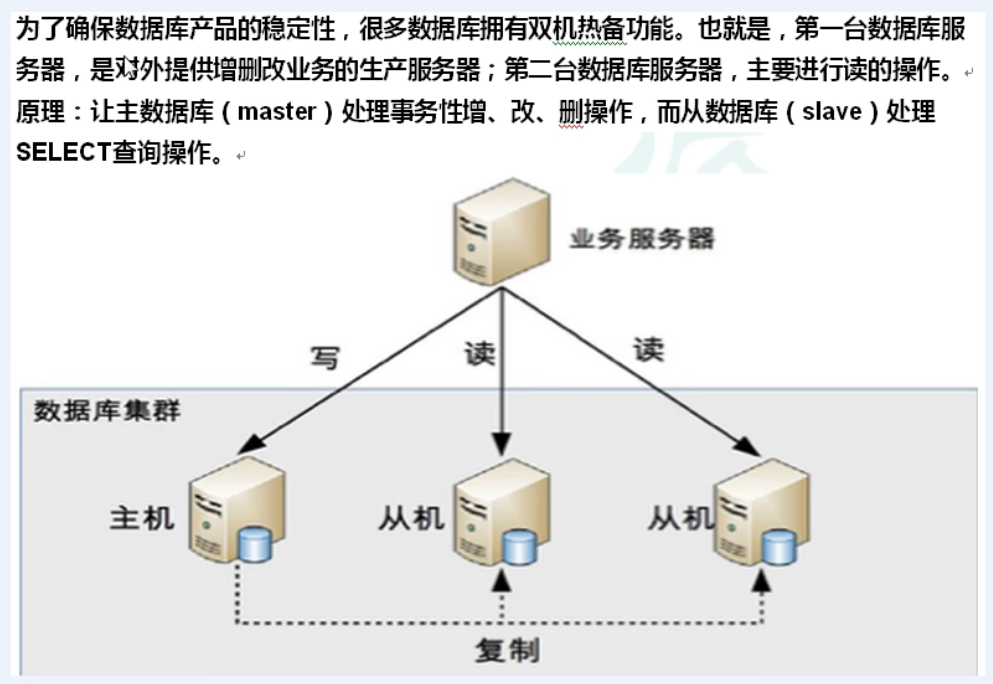 为了确保数据库产品的稳定性，很多数据库拥有双机热备功能。也就是，第一台数据库服
务器，是对外提供增删改业务的生产服务器；第二台数据库服务器，主要进行读的操作。
原理：让主数据库（master）处理事务性增、改、删操作，而从数据库（slave）处理
SELECT查询操作。
业务服务器
写
读
读
数据库集群
主机
从机
从机
复制